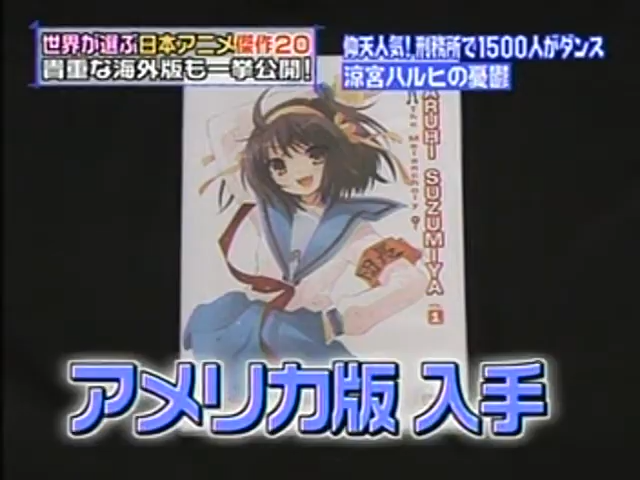 世界が選ぶ日本アニメ傑作20
貴重な海外版も一挙公開!
仰天人気!刑務所で1500人がダンス
涼宮ハルヒの憂鬱
The Melancholy of
HARUHI SUZUMIYA
1
アメリカ版 入手